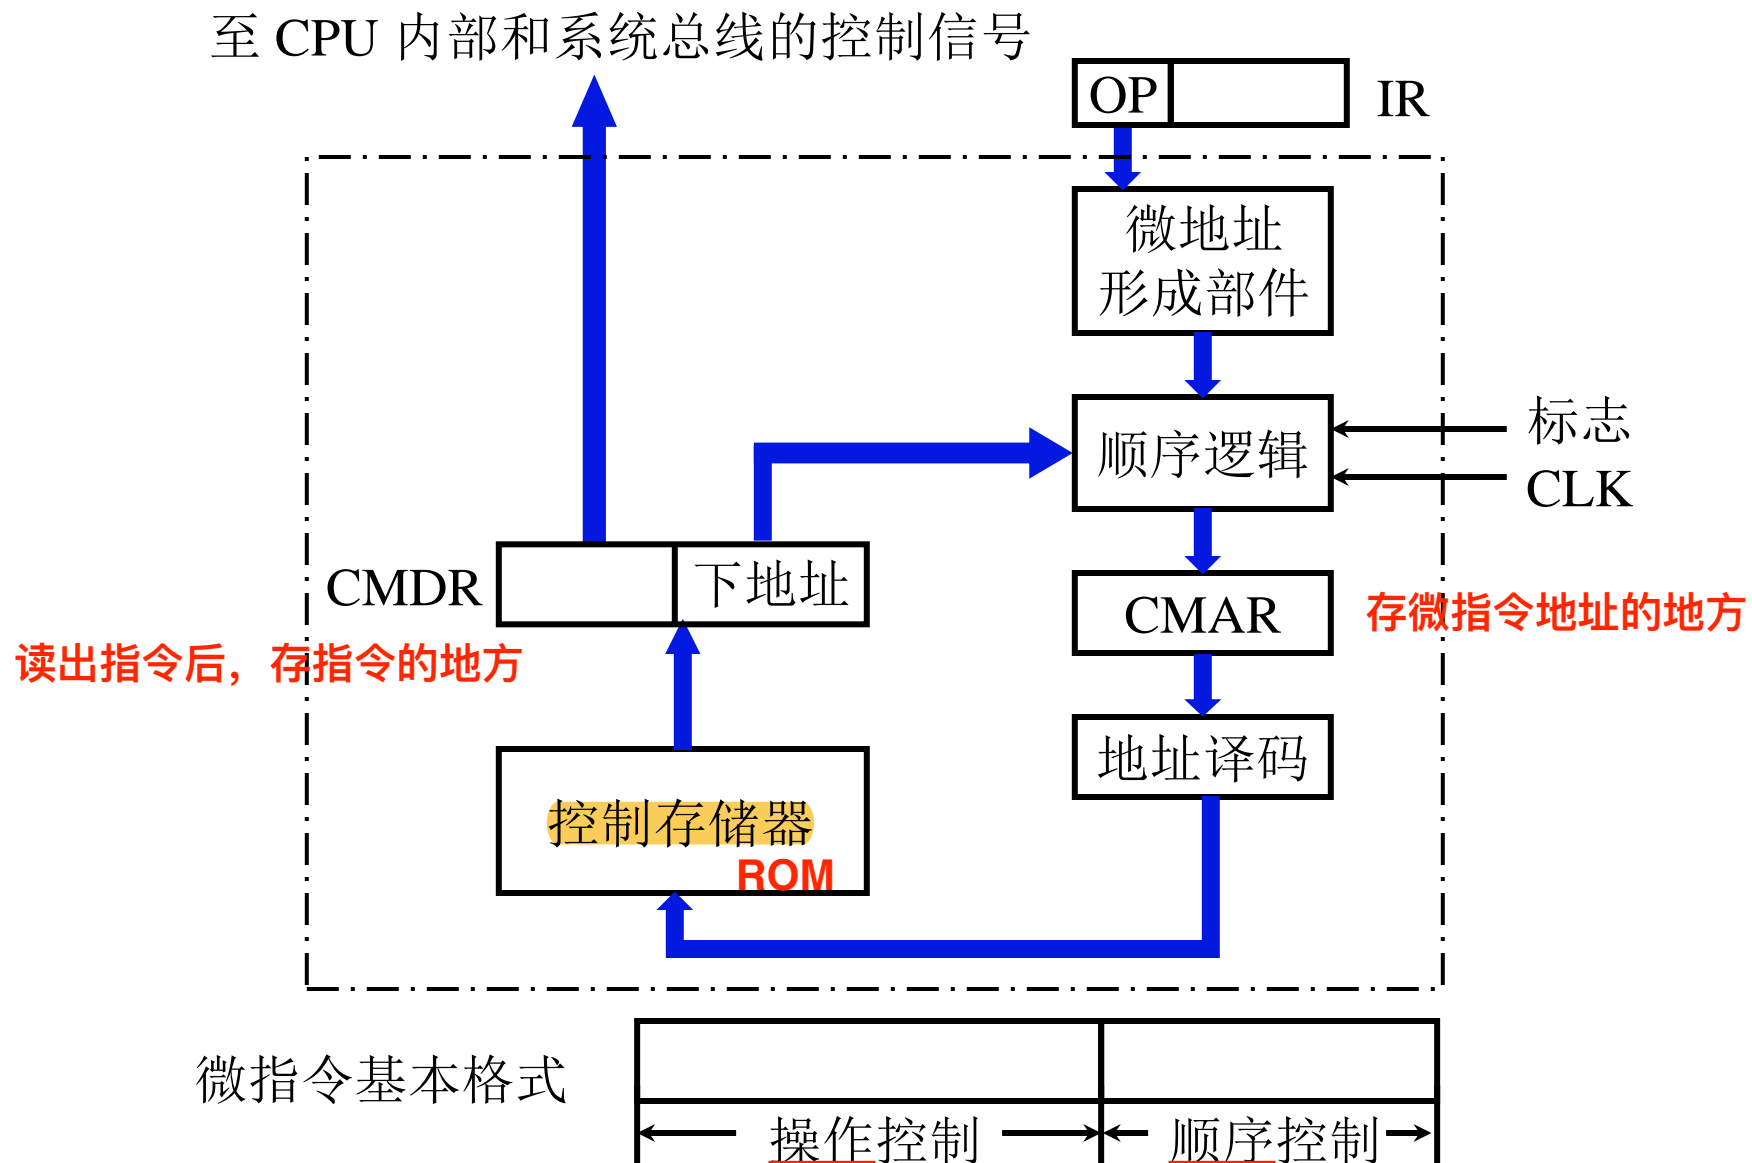 至 CPU 内部和系统总线的控制信号
OP
IR
微地址
形成部件
顺序逻辑
标志
CLK
CMDR
下地址
CMAR
存微指令地址的地方
读出指令后，存指令的地方
地址译码
控制存储器
ROM
微指令基本格式
操作控制
顺序控制